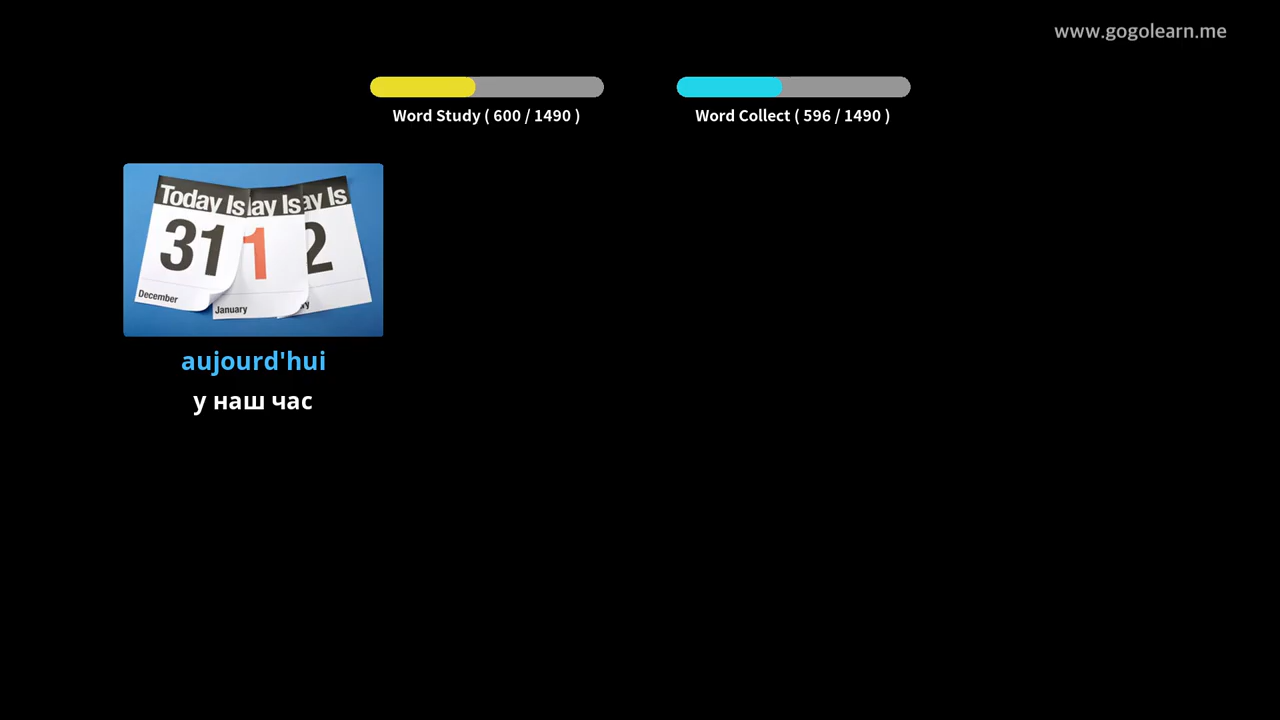 www.gogolearn.me
Word Study ( 600 / 1490 )
Word Collect ( 596 / 1490 )
Today Is
ay Is
ay Is
31
1
2
December
January
aujourd'hui
у наш час